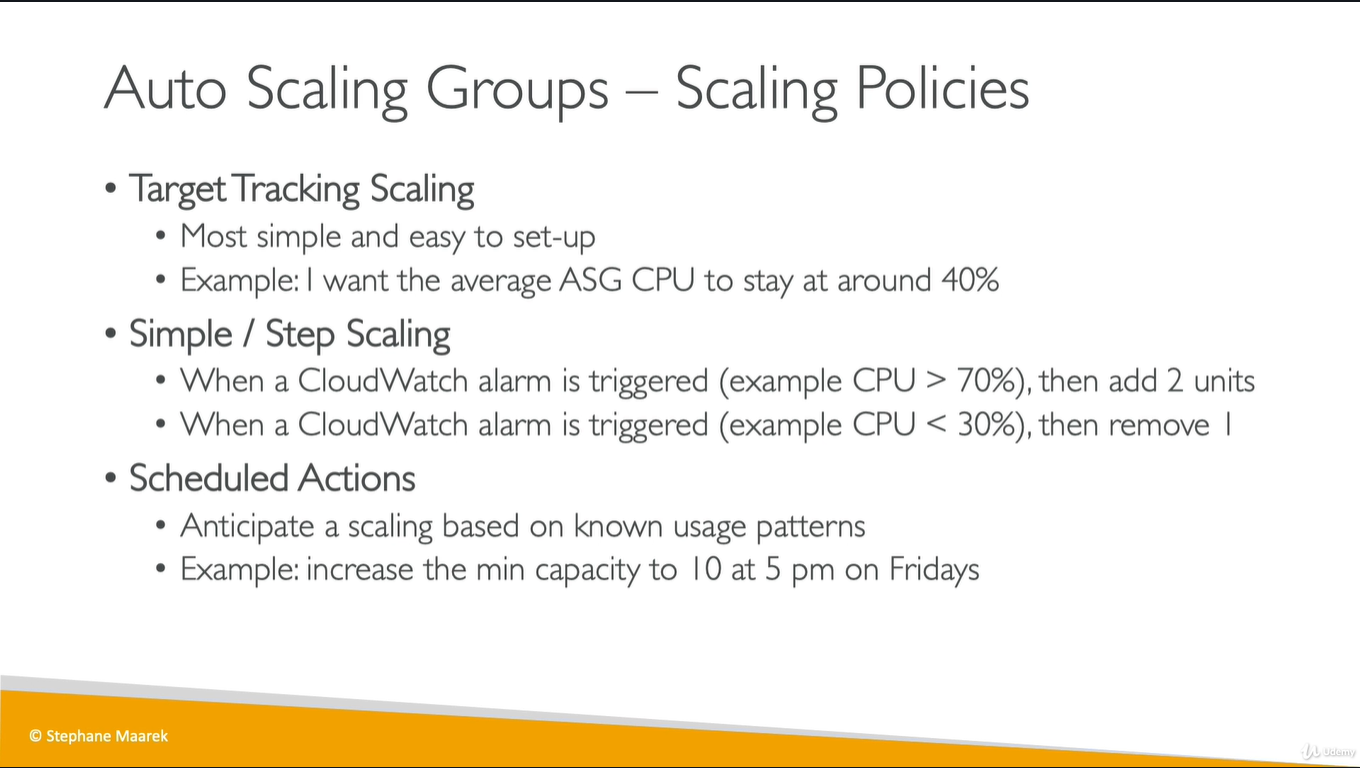 Auto Scaling Groups – Scaling Policies
• Target Tracking Scaling
• Most simple and easy to set-up
• Example: I want the average ASG CPU to stay at around 40%
• Simple / Step Scaling
• When a CloudWatch alarm is triggered (example CPU > 70%), then add 2 units
• When a CloudWatch alarm is triggered (example CPU < 30%), then remove 1
• Scheduled Actions
• Anticipate a scaling based on known usage patterns
• Example: increase the min capacity to 10 at 5 pm on Fridays
© Stephane Maarek
Udemy